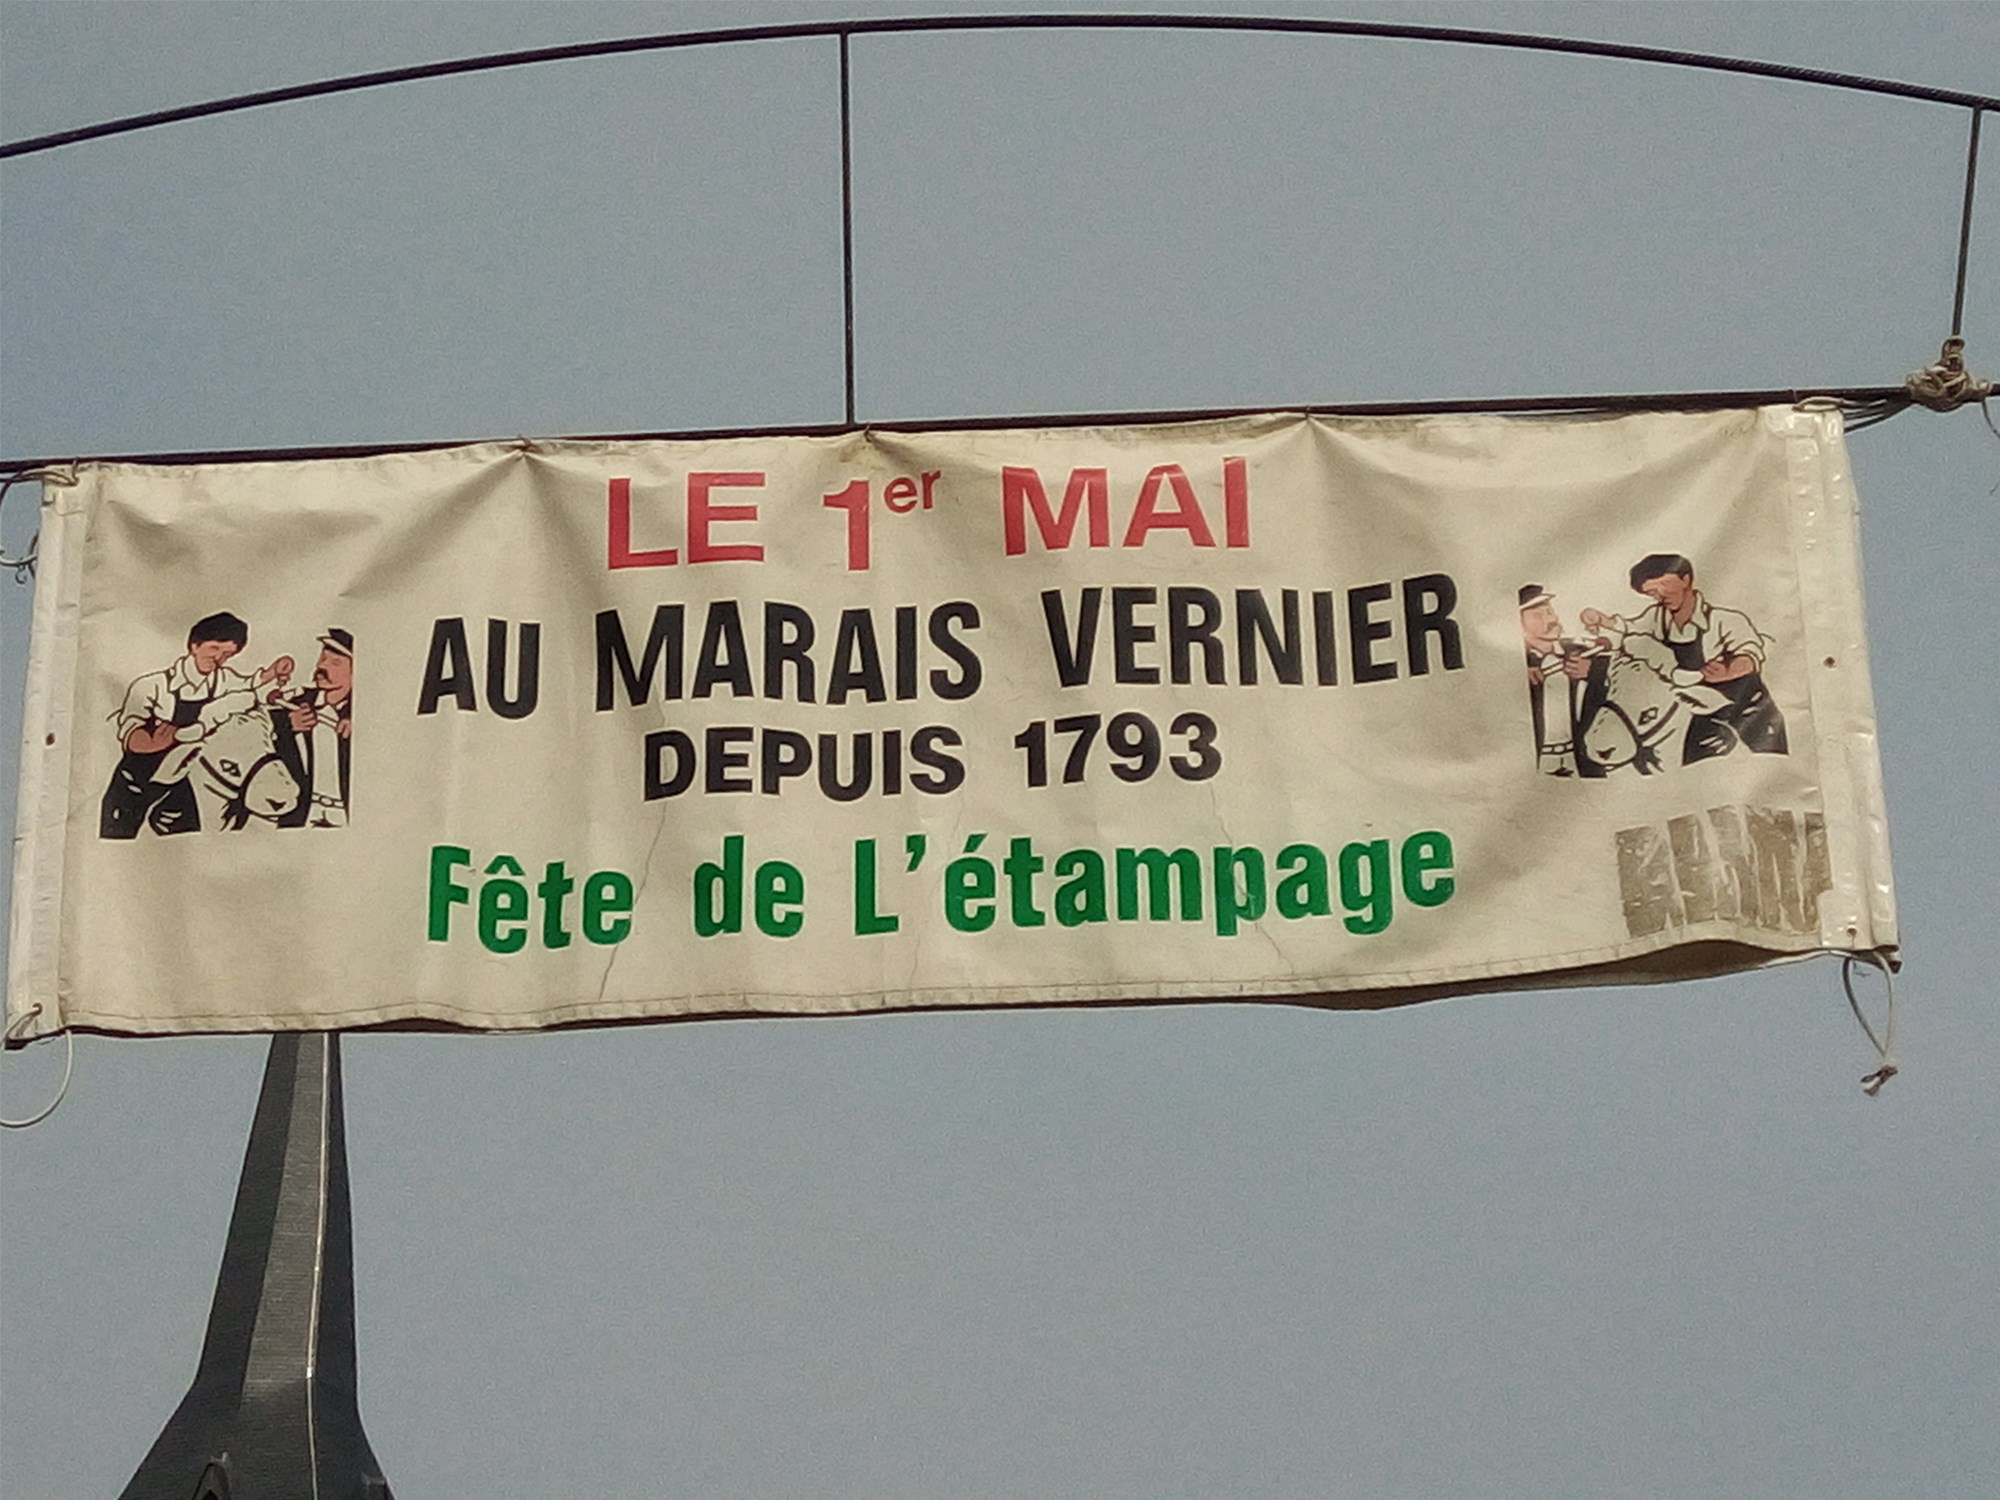 LE 1er MAI
AU MARAIS VERNIER
DEPUIS 1793
Fête de L'étampage